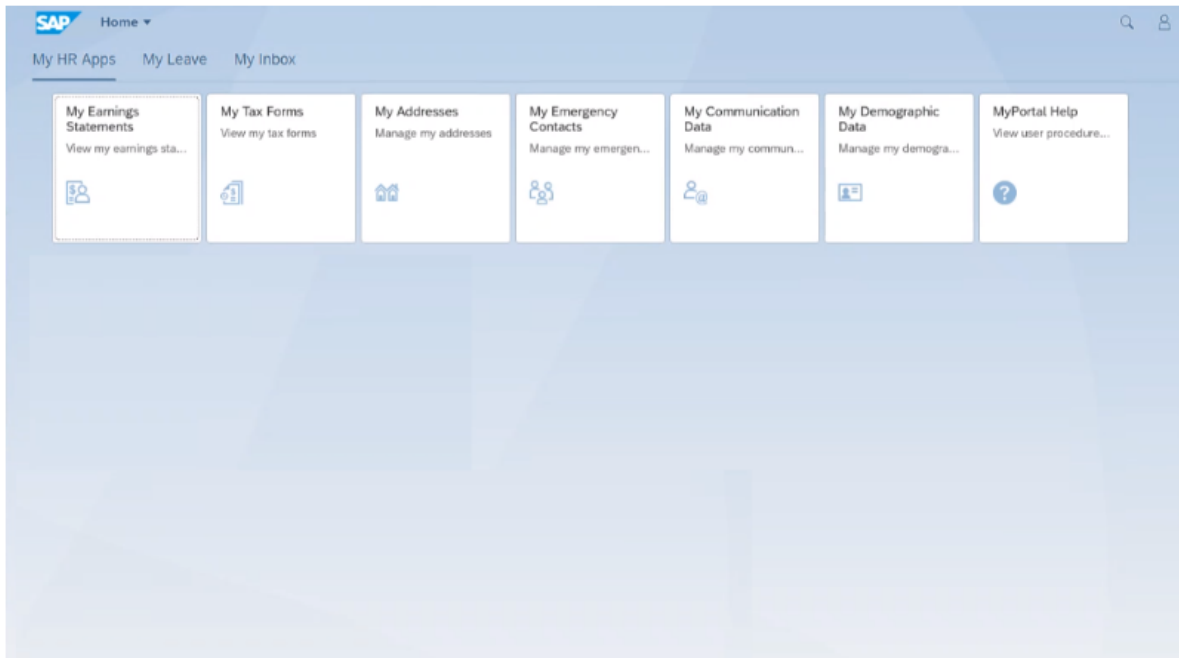 SAP Home
My HR Apps My Leave My Inbox
My Earnings
Statements
View my earnings sta...
My Tax Forms
View my tax forms
My Addresses
Manage my addresses
My Emergency
Contacts
Manage my emergen...
My Communication
Data
Manage my commun...
My Demographic
Data
Manage my demogra...
MyPortal Help
View user procedure...